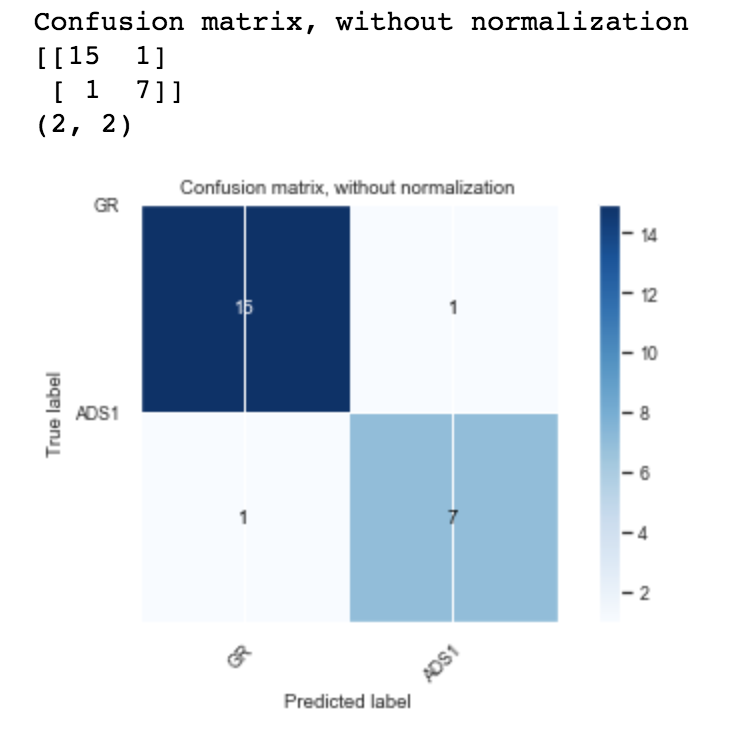 Confusion matrix, without normalization
[[15  1]
 [ 1  7]]
(2, 2)
Confusion matrix, without normalization
GR
15
1
ADS1
1
7
GR
ADS1
True label
Predicted label
14
12
10
8
6
4
2